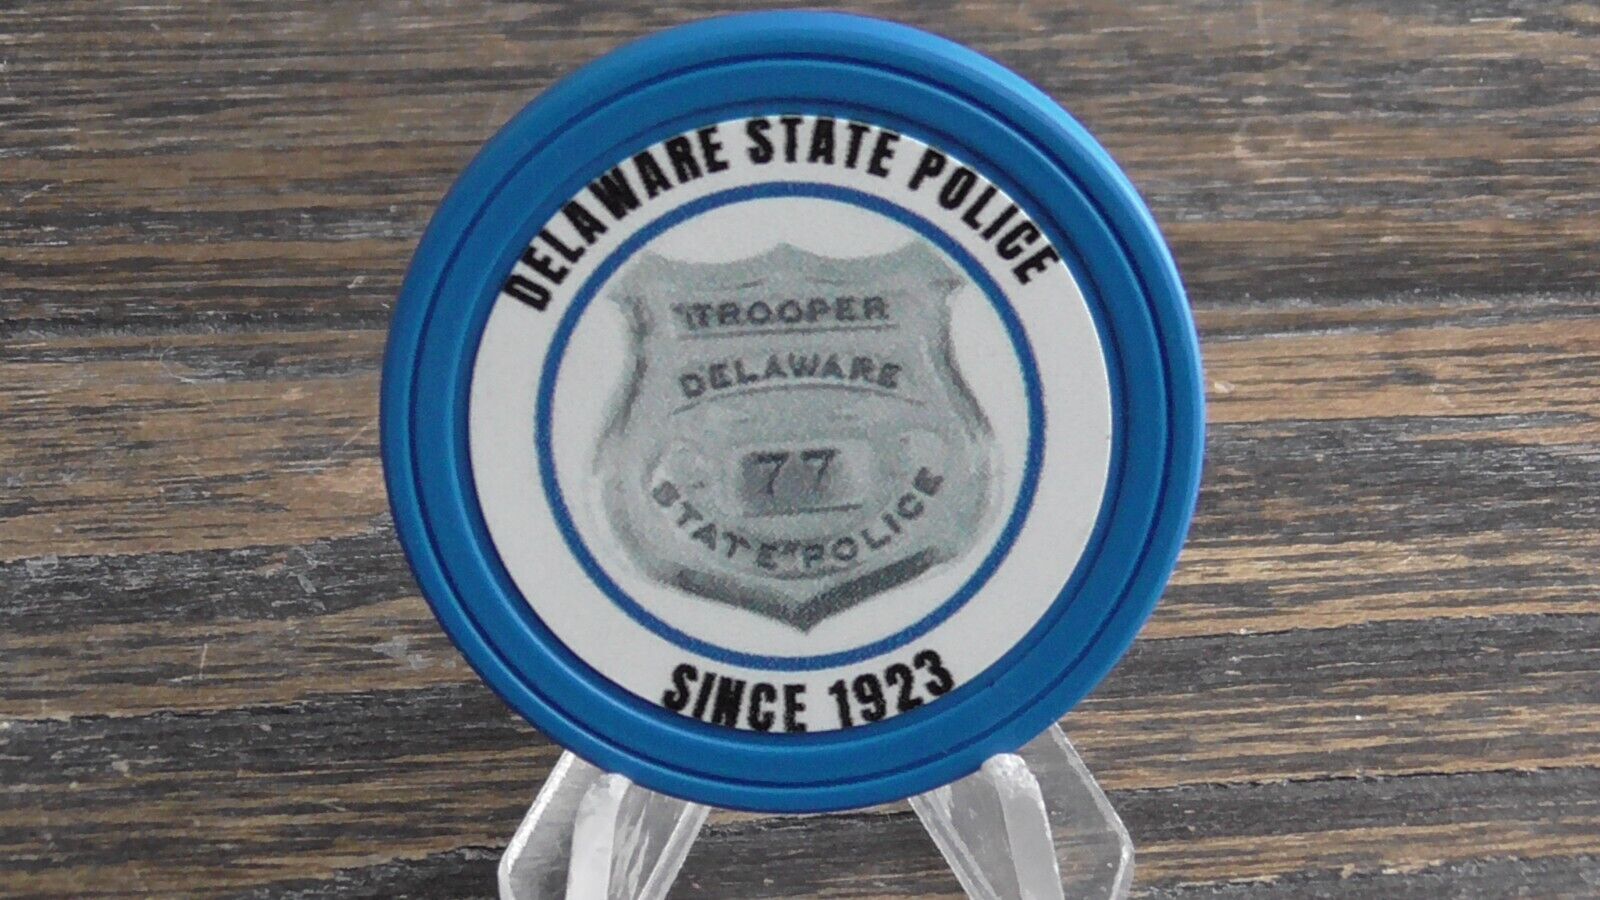 DELAWARE STATE POLICE
TROOPER
DELAWARE
77
STATE POLICE
SINCE 1923